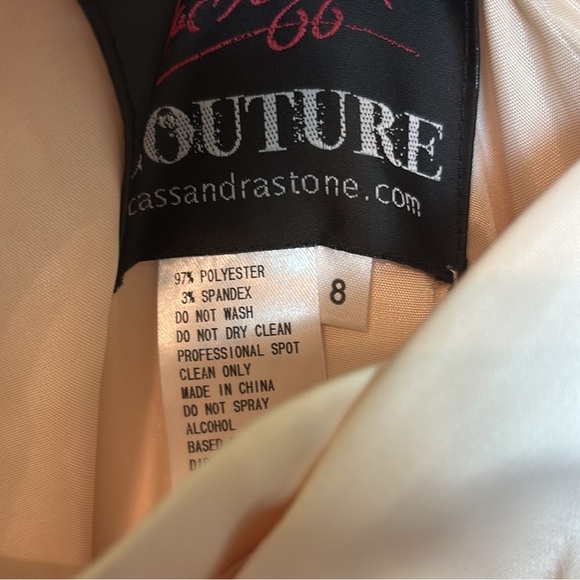 66
COUTURE
cassandrastone.com
97% POLYESTER
3% SPANDEX
DO NOT WASH
DO NOT DRY CLEAN
PROFESSIONAL SPOT
CLEAN ONLY
MADE IN CHINA
DO NOT SPRAY
ALCOHOL
BASED
8